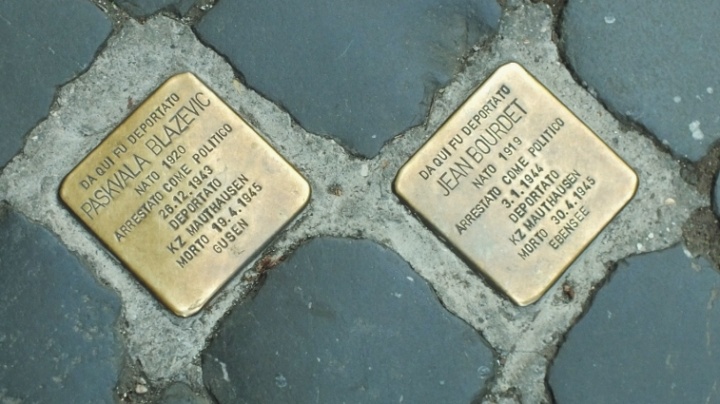 DA QUI FU DEPORTATO
PASKVALA BLAZEVIC
NATO 1920
ARRESTATO COME POLITICO
26.12.1943
DEPORTATO
KZ MAUTHAUSEN
MORTO 19.4.1945
GUSEN
DA QUI FU DEPORTATO
JEAN BOURDET
NATO 1919
ARRESTATO COME POLITICO
3.1.1944
DEPORTATO
KZ MAUTHAUSEN
MORTO 30.4.1945
EBENSEE